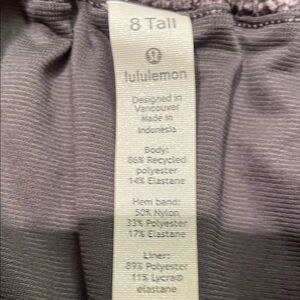 8 Tall
lululemon
Designed in
Vancouver
Made in
Indonesia
Body:
86% Recycled
polyester
14% Elastane
Hem band:
50% Nylon
33% Polyester
17% Elastane
Liner:
89% Polyester
11% Lycra®
elastane